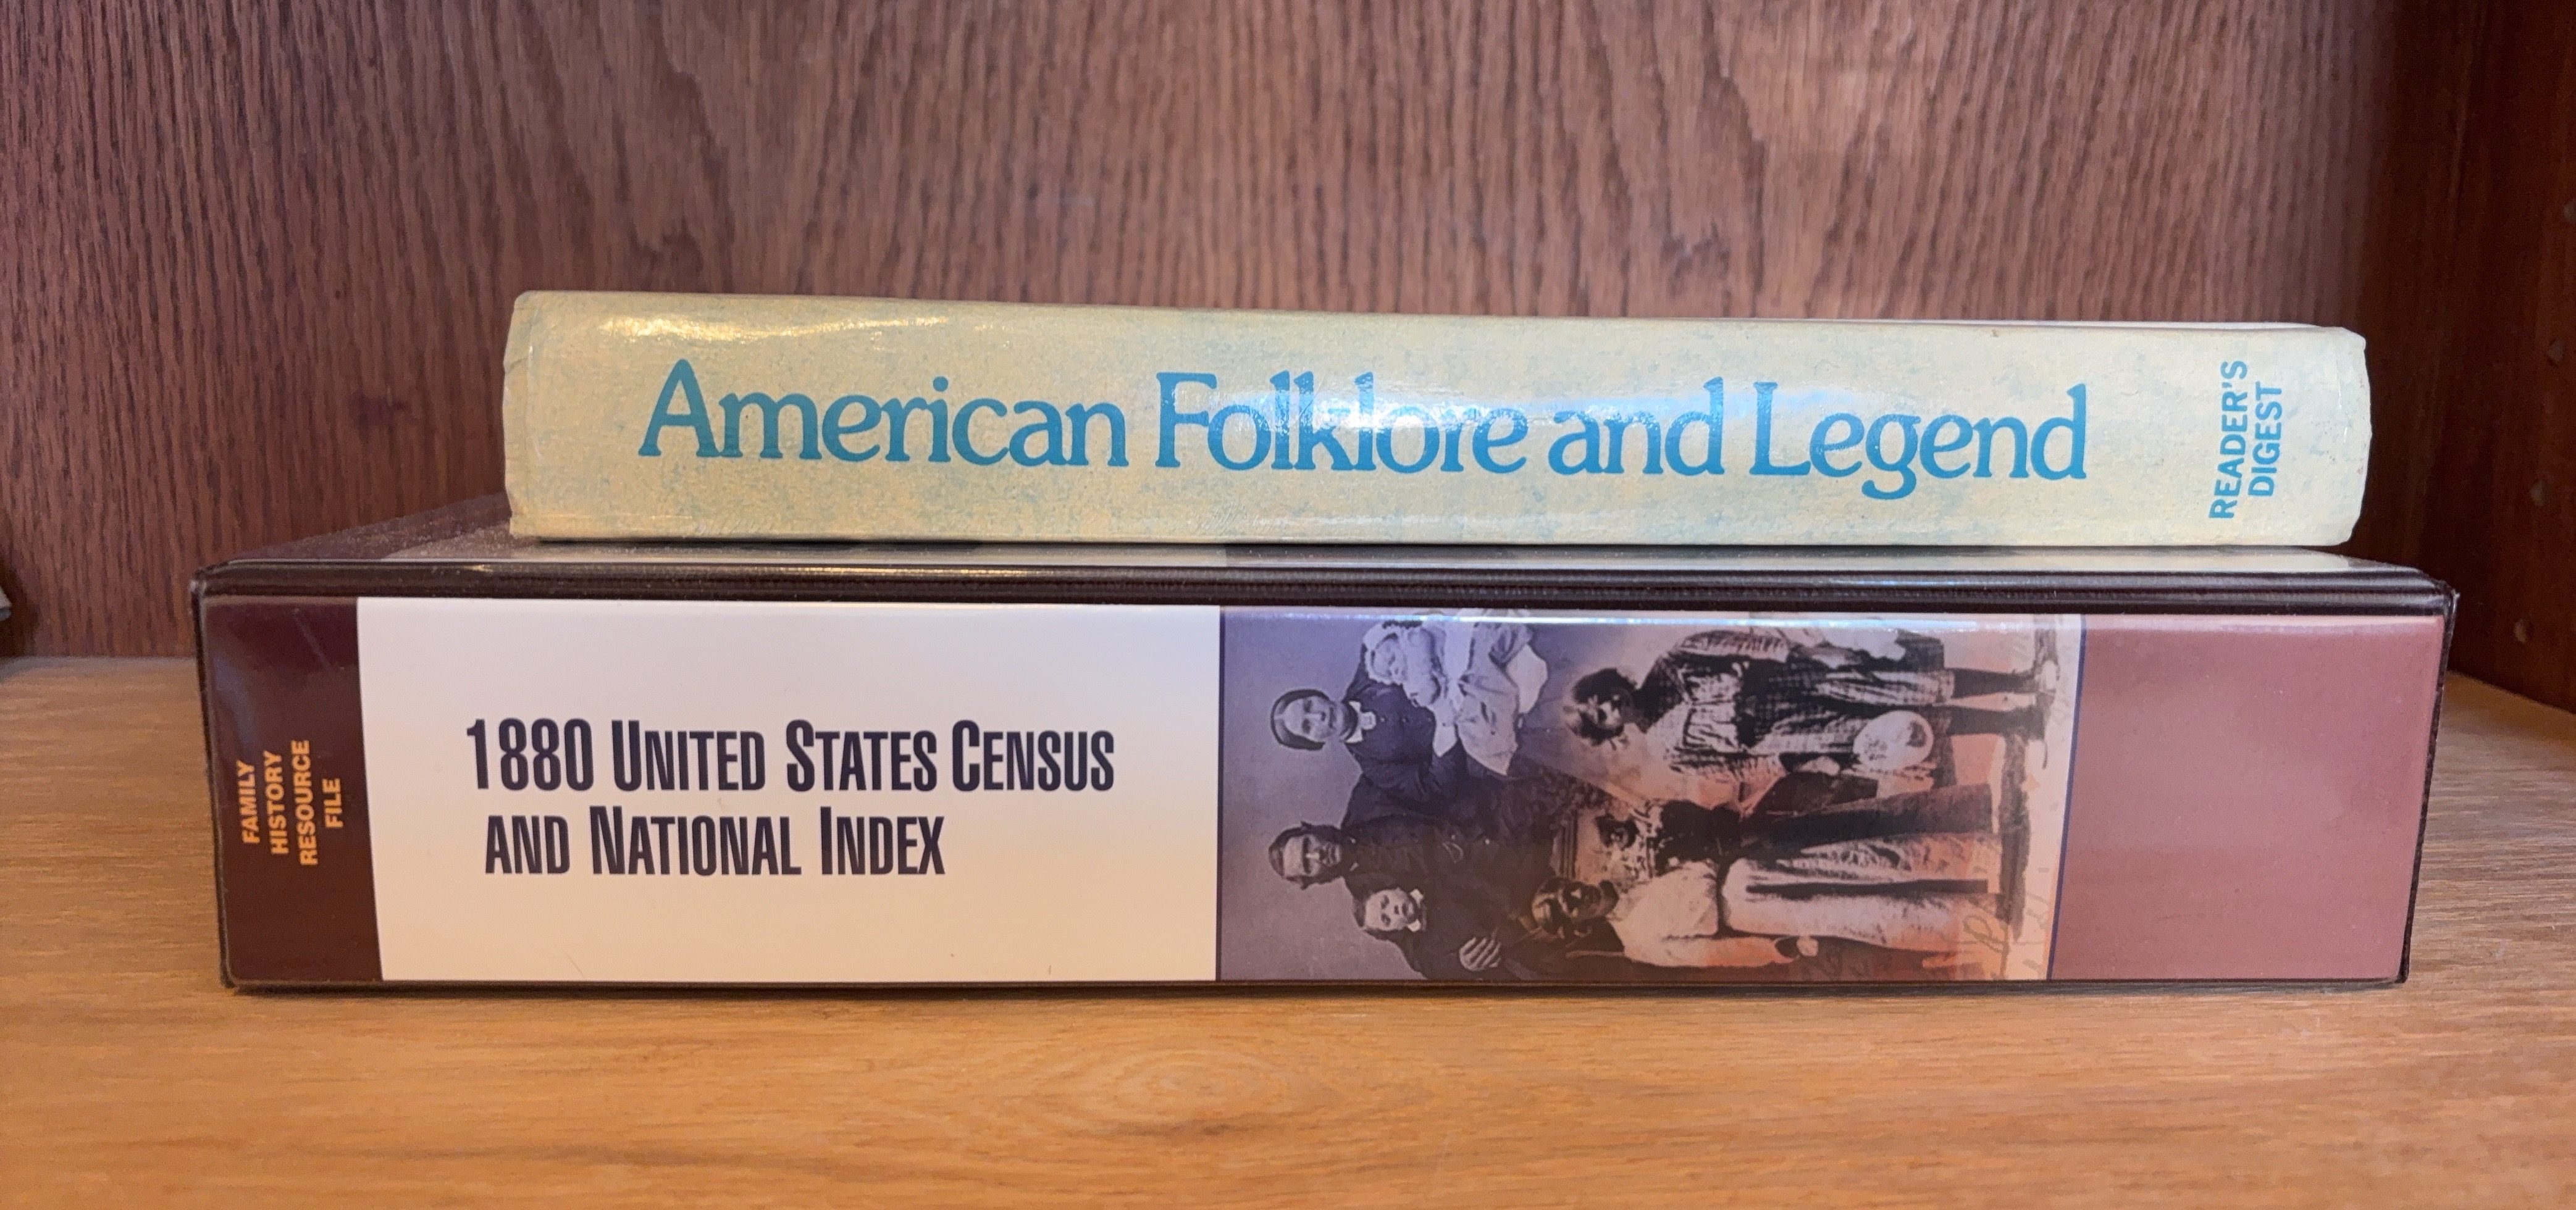 American Folklore and Legend
READER'S
DIGEST
FAMILY
HISTORY
RESOURCE
FILE
1880 UNITED STATES CENSUS
AND NATIONAL INDEX